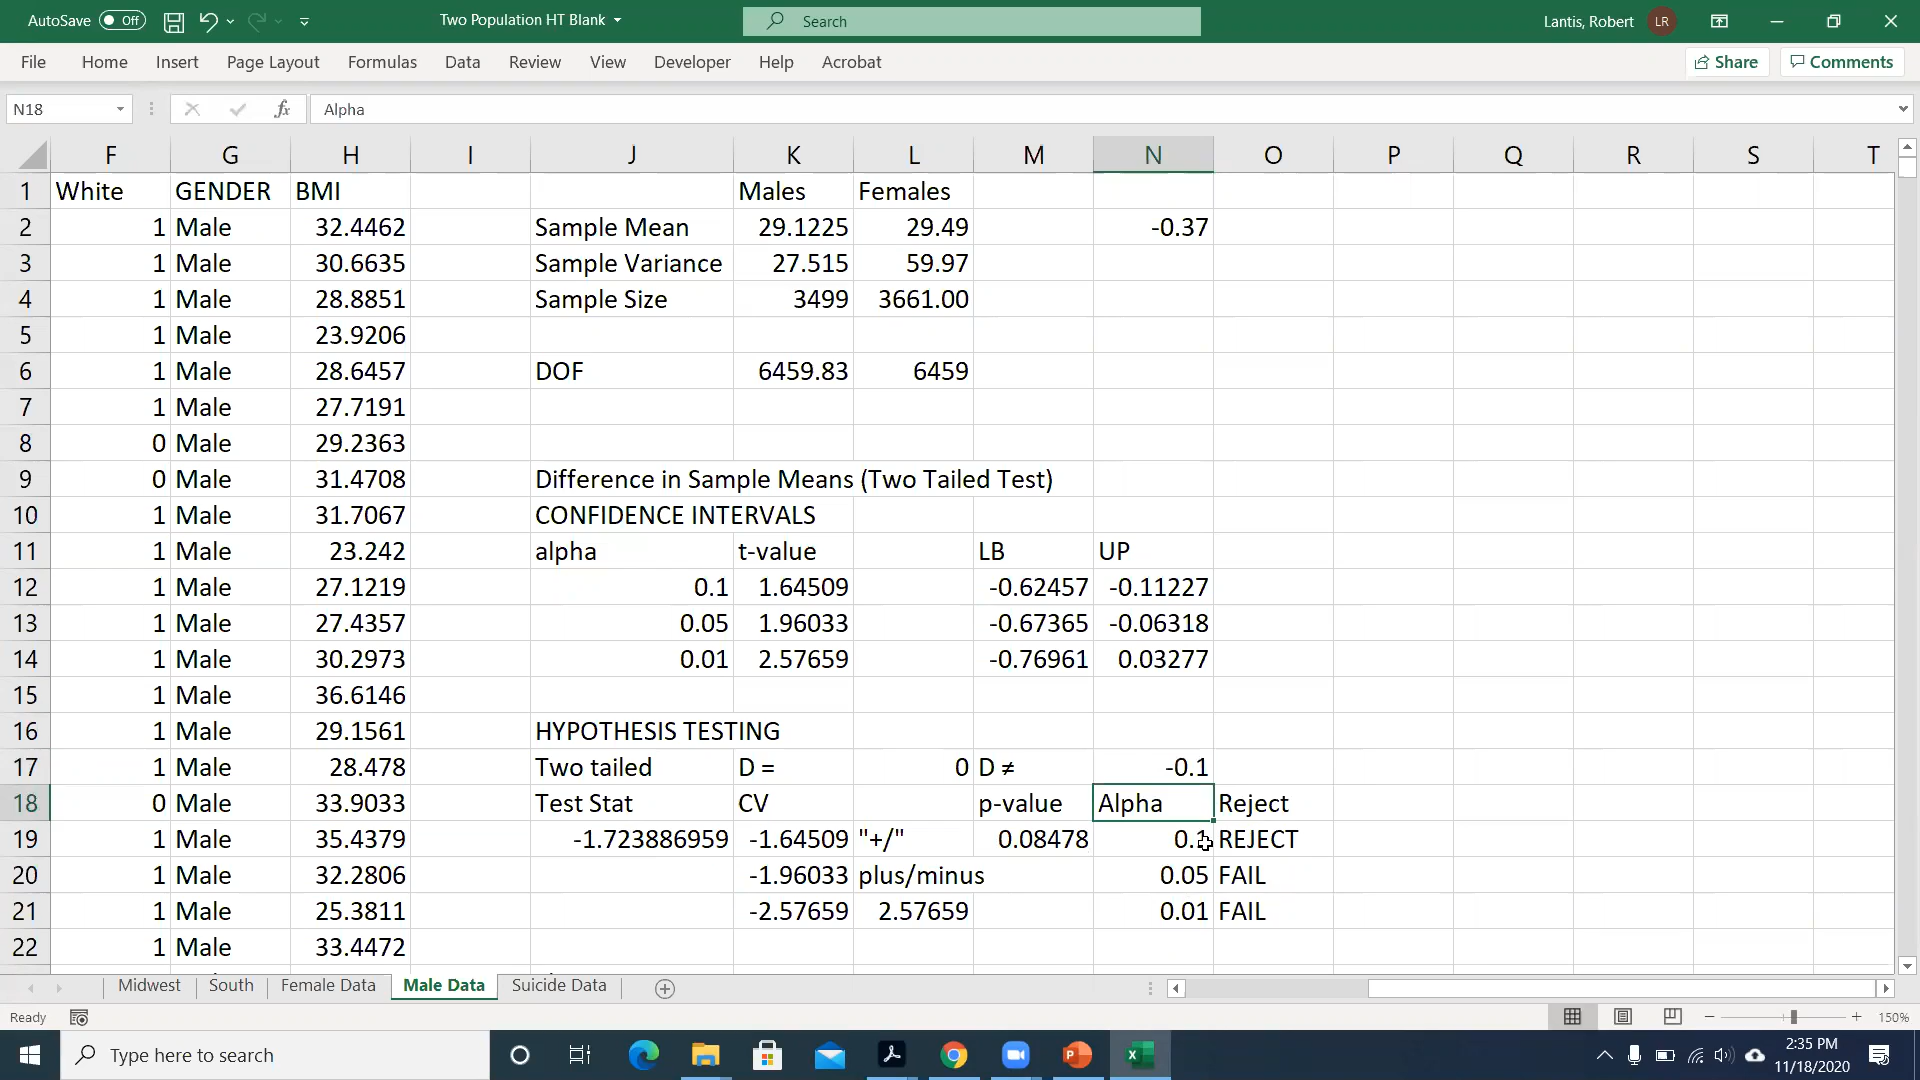 AutoSave Off Two Population HT Blank Search Lantis, Robert LR
File Home Insert Page Layout Formulas Data Review View Developer Help Acrobat Share Comments
N18 fx Alpha
F G H I J K L M N O P Q R S T
1 White GENDER BMI Males Females
2 1 Male 32.4462 Sample Mean 29.1225 29.49 -0.37
3 1 Male 30.6635 Sample Variance 27.515 59.97
4 1 Male 28.8851 Sample Size 3499 3661.00
5 1 Male 23.9206
6 1 Male 28.6457 DOF 6459.83 6459
7 1 Male 27.7191
8 0 Male 29.2363
9 0 Male 31.4708 Difference in Sample Means (Two Tailed Test)
10 1 Male 31.7067 CONFIDENCE INTERVALS
11 1 Male 23.242 alpha t-value LB UP
12 1 Male 27.1219 0.1 1.64509 -0.62457 -0.11227
13 1 Male 27.4357 0.05 1.96033 -0.67365 -0.06318
14 1 Male 30.2973 0.01 2.57659 -0.76961 0.03277
15 1 Male 36.6146
16 1 Male 29.1561 HYPOTHESIS TESTING
17 1 Male 28.478 Two tailed D = 0 D ≠ -0.1
18 0 Male 33.9033 Test Stat CV p-value Alpha Reject
19 1 Male 35.4379 -1.723886959 -1.64509 "+/" 0.08478 0.1 REJECT
20 1 Male 32.2806 -1.96033 plus/minus 0.05 FAIL
21 1 Male 25.3811 -2.57659 2.57659 0.01 FAIL
22 1 Male 33.4472
Midwest South Female Data Male Data Suicide Data
Ready 150%
Type here to search 2:35 PM
11/18/2020